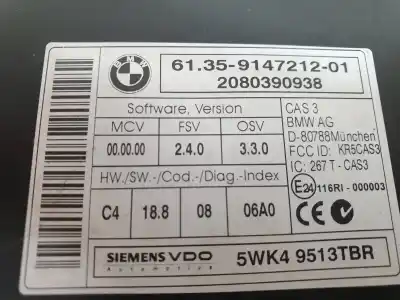 BMW
61.35-9147212-01
2080390938
Software, Version
MCV FSV OSV
00.00.00 2.4.0 3.3.0
HW./SW.-/Cod.-/Diag.-Index
C4 18.8 08 06A0
CAS 3
BMW AG
D-80788München
FCC ID: KR5CAS3
IC: 267 T - CAS3
E24 116RI - 000003
CE
SIEMENS VDO
Automotive
5WK4 9513TBR